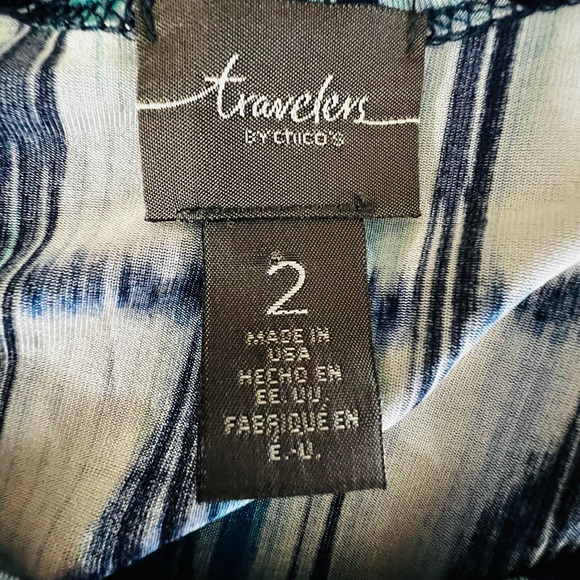 travelers
BY chico's
2
MADE IN
USA
HECHO EN
EE. UU.
FABRIQUÉ EN
É.-U.